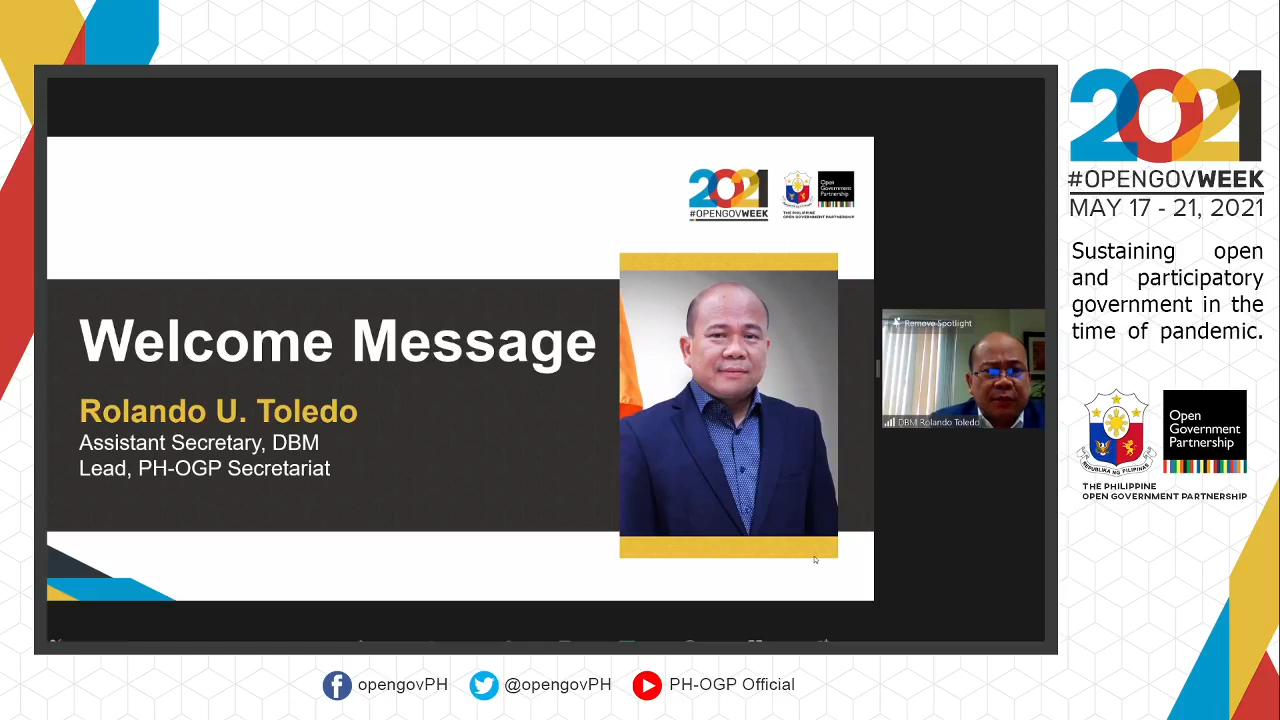 2021
#OPENGOVWEEK
Open
Government
Partnership
THE PHILIPPINE
OPEN GOVERNMENT PARTNERSHIP
Welcome Message
Rolando U. Toledo
Assistant Secretary, DBM
Lead, PH-OGP Secretariat
Remove Spotlight
DBM Rolando Toledo
2021
#OPENGOVWEEK
MAY 17 - 21, 2021
Sustaining open
and participatory
government in the
time of pandemic.
REPUBLIKA NG PILIPINAS
Open
Government
Partnership
THE PHILIPPINE
OPEN GOVERNMENT PARTNERSHIP
opengovPH
@opengovPH
PH-OGP Official